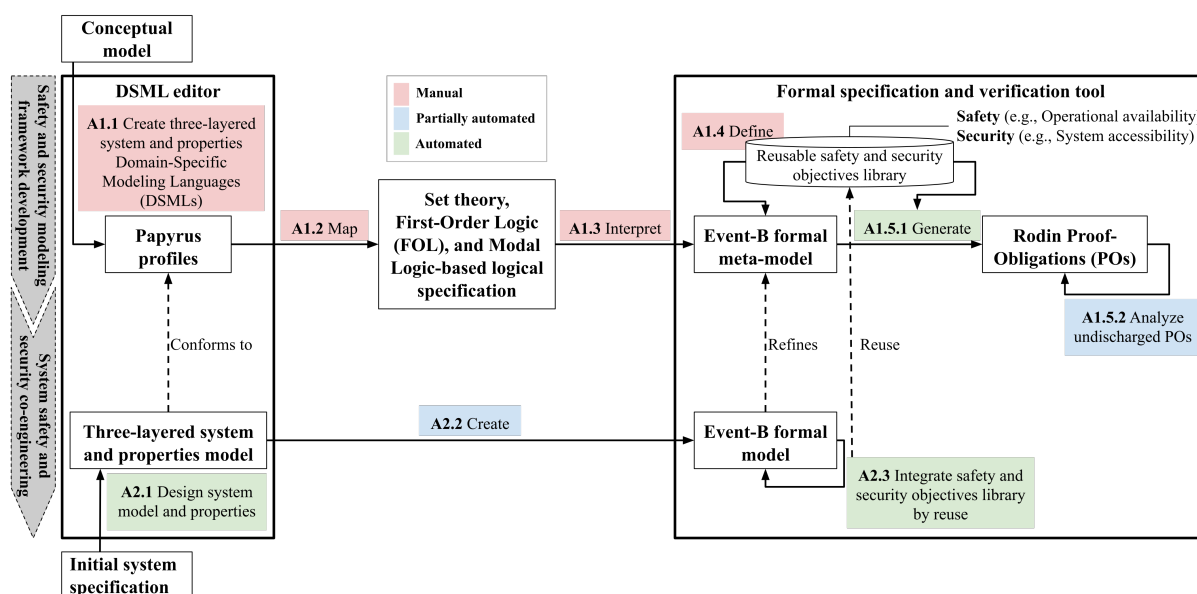 Conceptual
model
Safety and security modeling
framework development
System safety and
security co-engineering
DSML editor
A1.1 Create three-layered
system and properties
Domain-Specific
Modeling Languages
(DSMLs)
Papyrus
profiles
Conforms to
Three-layered system
and properties model
A2.1 Design system
model and properties
Initial system
specification
Manual
Partially automated
Automated
A1.2 Map
Set theory,
First-Order Logic
(FOL), and Modal
Logic-based logical
specification
A1.3 Interpret
A2.2 Create
Formal specification and verification tool
Safety (e.g., Operational availability)
Security (e.g., System accessibility)
A1.4 Define
Reusable safety and security
objectives library
Event-B formal
meta-model
A1.5.1 Generate
Rodin Proof-
Obligations (POs)
A1.5.2 Analyze
undischarged POs
Refines
Reuse
Event-B formal
model
A2.3 Integrate safety and
security objectives library
by reuse